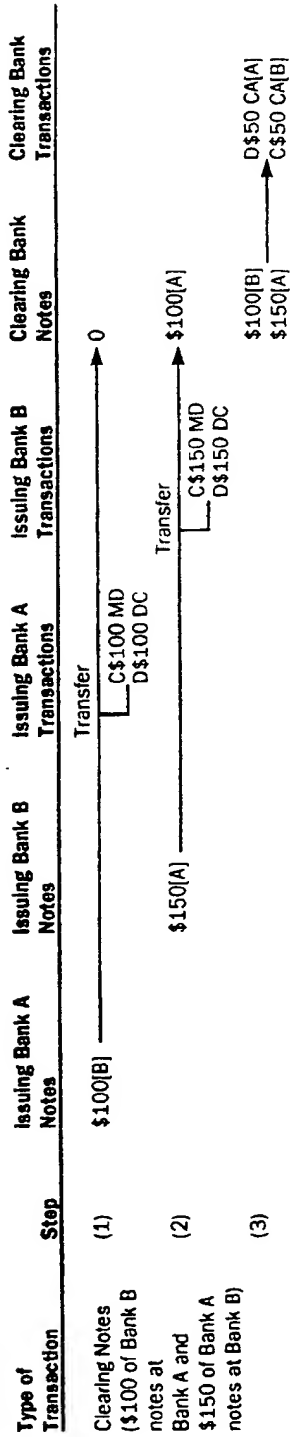 Type of Transaction Step Issuing Bank A Notes Issuing Bank B Notes Issuing Bank A Transactions Issuing Bank B Transactions Clearing Bank Notes Clearing Bank Transactions
Clearing Notes (1) $100[B] Transfer 0
($100 of Bank B C$100 MD
notes at D$100 DC
Bank A and (2) $150[A] Transfer $100[A]
$150 of Bank A C$150 MD
notes at Bank B) D$150 DC
(3) $100[B] D$50 CA[A]
$150[A] C$50 CA[B]